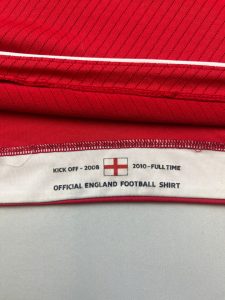 KICK OFF - 2008 2010 - FULL TIME
OFFICIAL ENGLAND FOOTBALL SHIRT